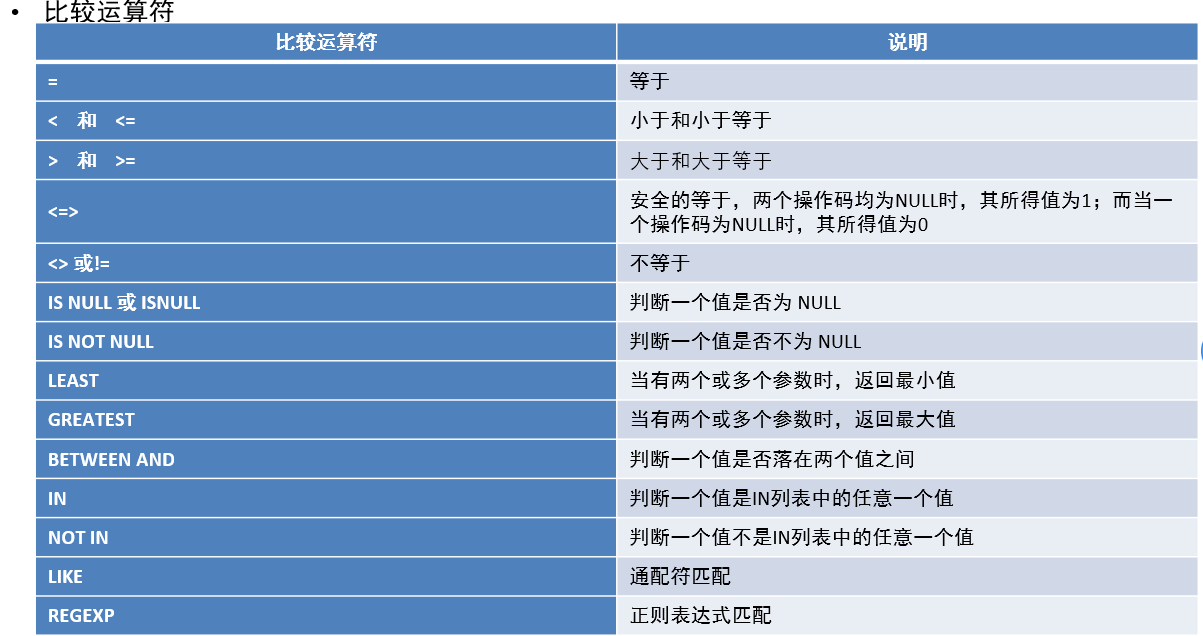 • 比较运算符
比较运算符 说明
= 等于
< 和 <= 小于和小于等于
> 和 >= 大于和大于等于
<=> 安全的等于，两个操作码均为NULL时，其所得值为1；而当一
个操作码为NULL时，其所得值为0
<> 或!= 不等于
IS NULL 或 ISNULL 判断一个值是否为 NULL
IS NOT NULL 判断一个值是否不为 NULL
LEAST 当有两个或多个参数时，返回最小值
GREATEST 当有两个或多个参数时，返回最大值
BETWEEN AND 判断一个值是否落在两个值之间
IN 判断一个值是IN列表中的任意一个值
NOT IN 判断一个值不是IN列表中的任意一个值
LIKE 通配符匹配
REGEXP 正则表达式匹配